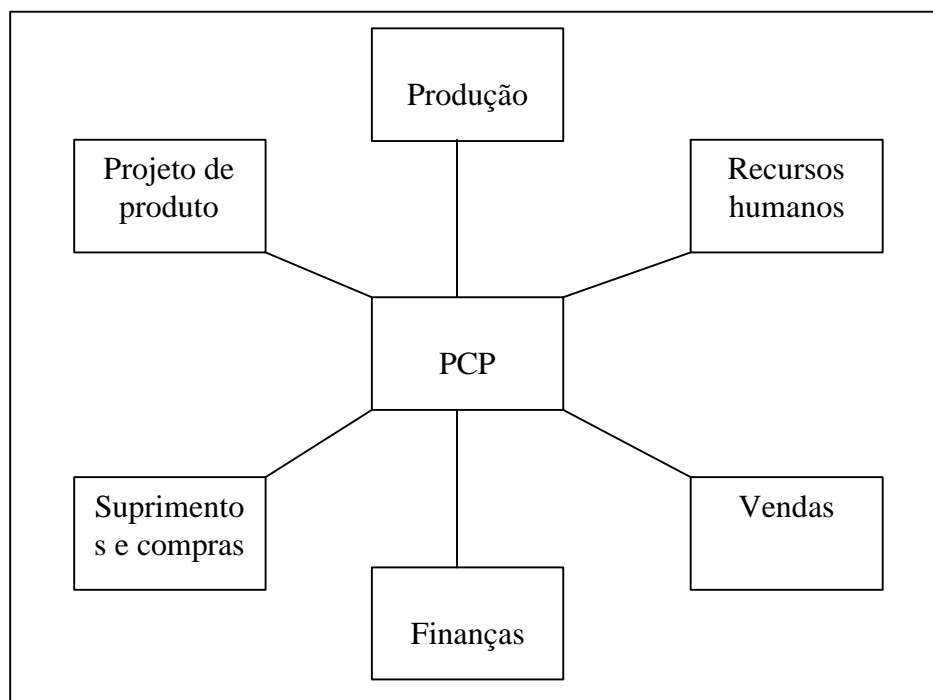 Produção
Projeto de
produto
Recursos
humanos
PCP
Suprimento
s e compras
Vendas
Finanças